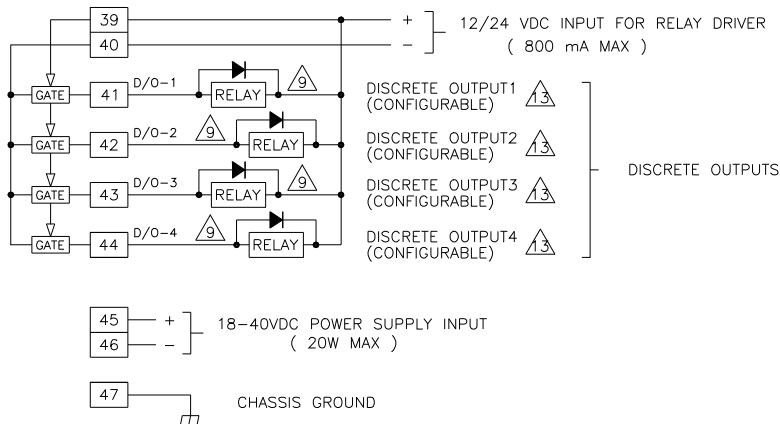 39 + 12/24 VDC INPUT FOR RELAY DRIVER
40 - ( 800 mA MAX )
GATE 41 D/O-1 RELAY 9 DISCRETE OUTPUT1 13
(CONFIGURABLE)
GATE 42 D/O-2 9 RELAY DISCRETE OUTPUT2 13
(CONFIGURABLE)
DISCRETE OUTPUTS
GATE 43 D/O-3 RELAY 9 DISCRETE OUTPUT3 13
(CONFIGURABLE)
GATE 44 D/O-4 9 RELAY DISCRETE OUTPUT4 13
(CONFIGURABLE)
45 + 18-40VDC POWER SUPPLY INPUT
46 - ( 20W MAX )
47 CHASSIS GROUND